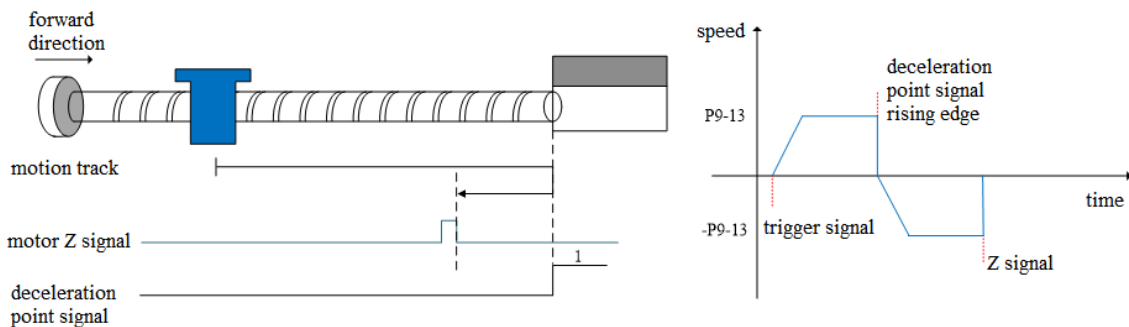 forward
direction
motion track
motor Z signal
1
deceleration
point signal
speed
deceleration
point signal
rising edge
P9-13
time
-P9-13
trigger signal
Z signal